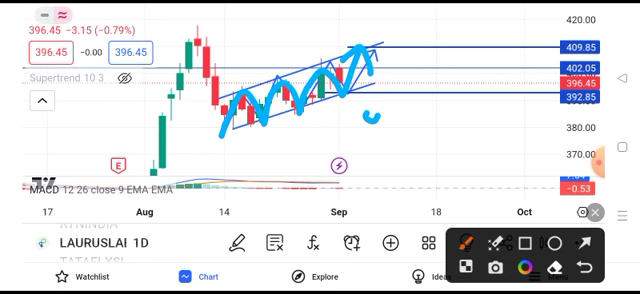 420.00
396.45 −3.15 (−0.79%)
396.45 −0.00 396.45
409.85
402.05
396.45
392.85
Supertrend 10 3
380.00
370.00
E
MACD 12 26 close 9 EMA EMA
−0.53
17 Aug 14 Sep 18 Oct
LAURUSLAI 1D
Watchlist Chart Explore Ideas Menu